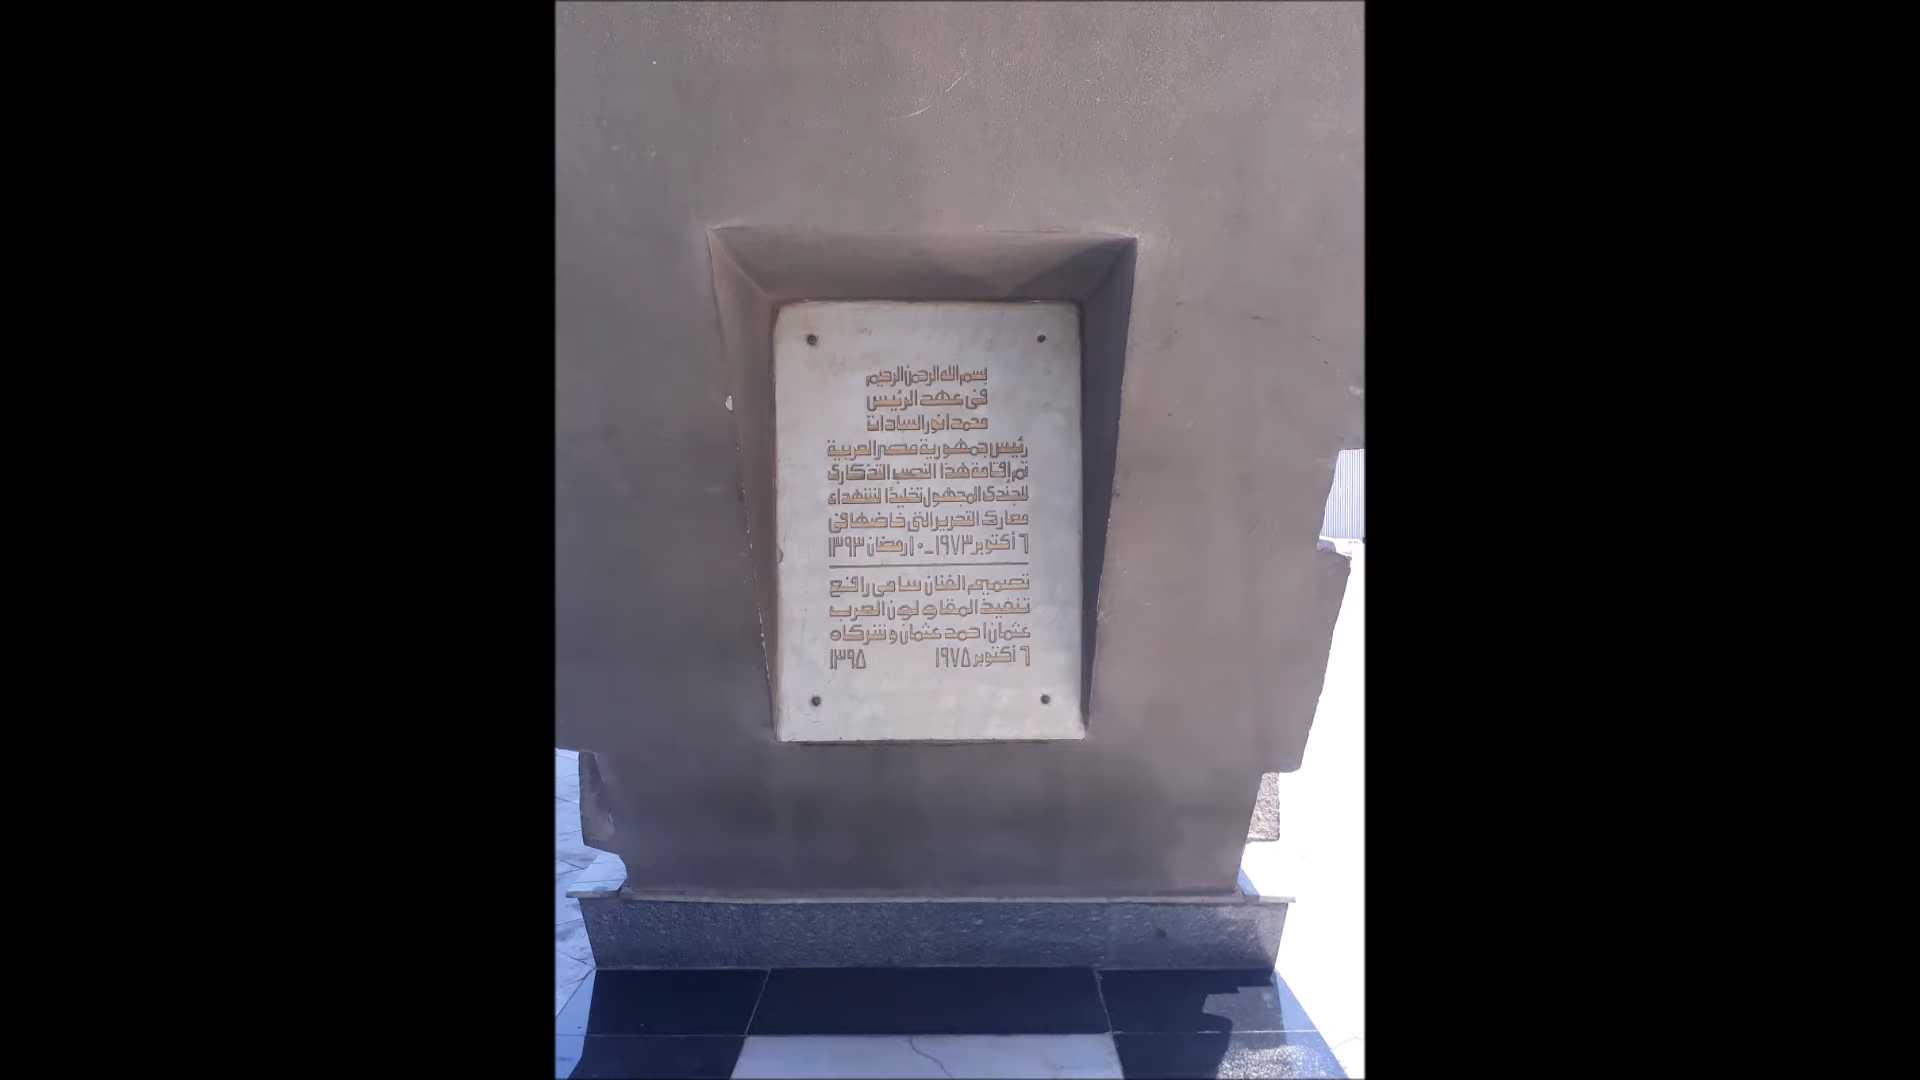 بسم الله الرحمن الرحيم
فى عهد الرئيس
محمد انور السادات
رئيس جمهورية مصر العربية
تم إقامة هذا النصب التذكارى
للجندى المجهول تخليدًا لشهداء
معارك التحرير التى خاضها فى
٦ أكتوبر ١٩٧٣ - ١٠ رمضان ١٣٩٣
تصميم الفنان سامى رافع
تنفيذ المقاولون العرب
عثمان احمد عثمان وشركاه
٦ أكتوبر ١٩٧٥ ١٣٩٥